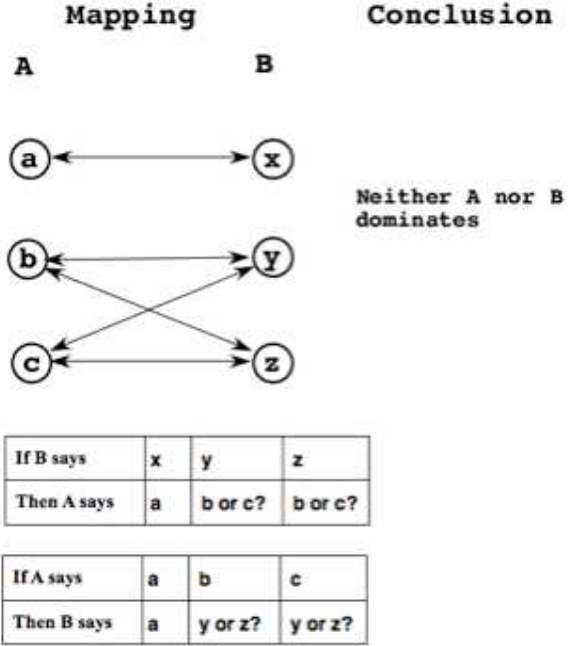 Mapping Conclusion
A B
a x
Neither A nor B
dominates
b y
c z
If B says x y z
Then A says a b or c? b or c?
If A says a b c
Then B says a y or z? y or z?